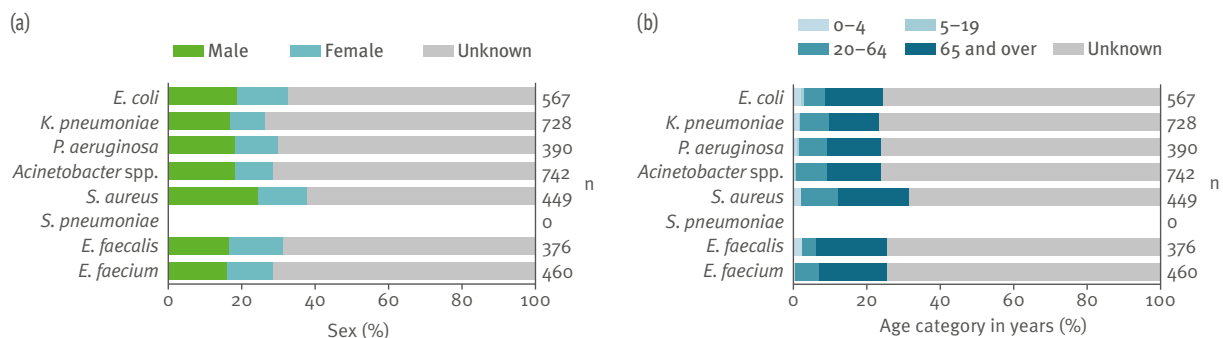 (a)
Male Female Unknown
E. coli 567
K. pneumoniae 728
P. aeruginosa 390
Acinetobacter spp. 742
S. aureus 449
S. pneumoniae 0
E. faecalis 376
E. faecium 460
n
0 20 40 60 80 100
Sex (%)
(b)
0–4 5–19
20–64 65 and over Unknown
E. coli 567
K. pneumoniae 728
P. aeruginosa 390
Acinetobacter spp. 742
S. aureus 449
S. pneumoniae 0
E. faecalis 376
E. faecium 460
n
0 20 40 60 80 100
Age category in years (%)